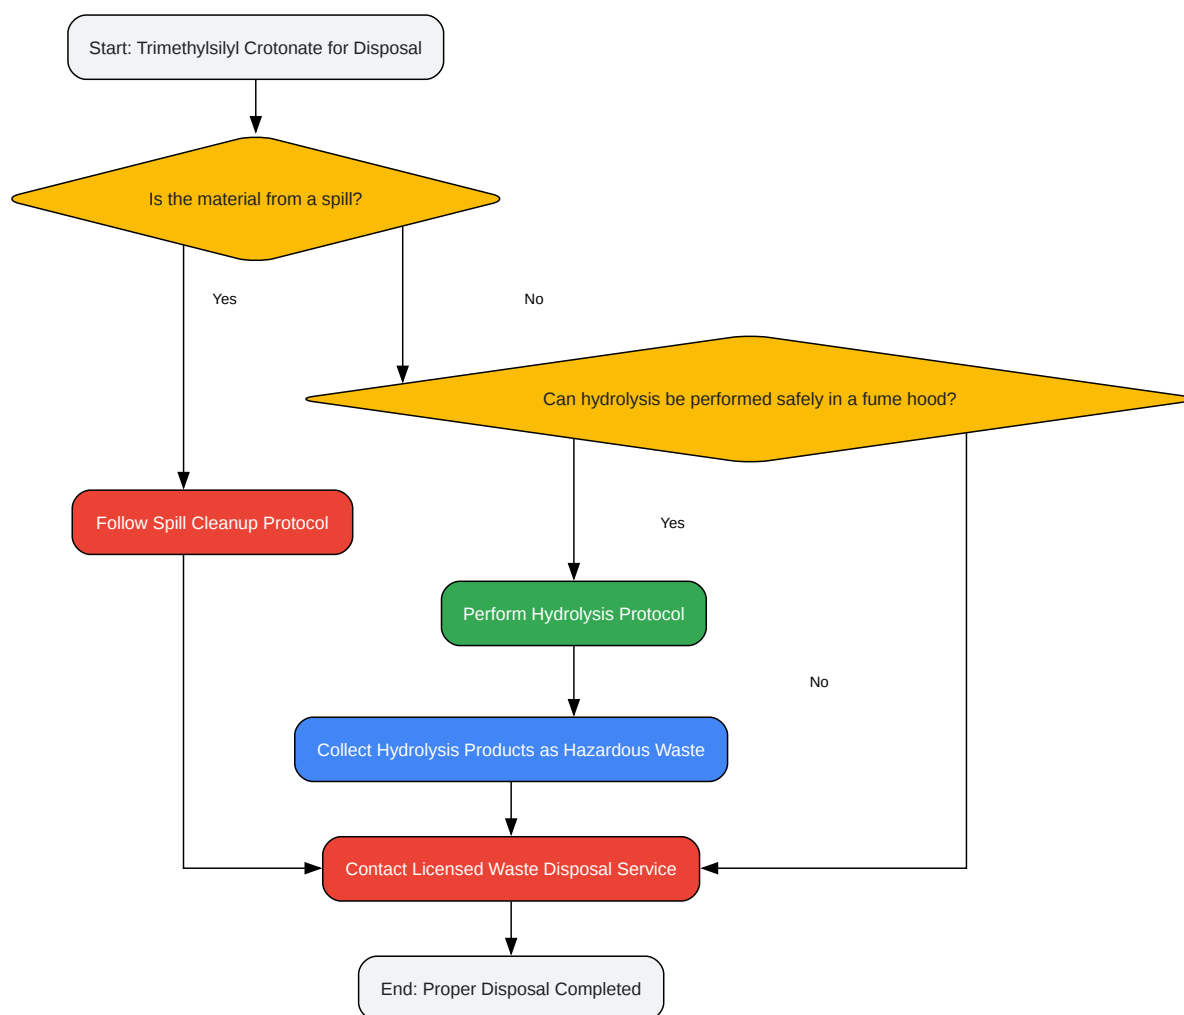 Start: Trimethylsilyl Crotonate for Disposal
Is the material from a spill?
Yes
No
Can hydrolysis be performed safely in a fume hood?
Follow Spill Cleanup Protocol
Yes
Perform Hydrolysis Protocol
No
Collect Hydrolysis Products as Hazardous Waste
Contact Licensed Waste Disposal Service
End: Proper Disposal Completed